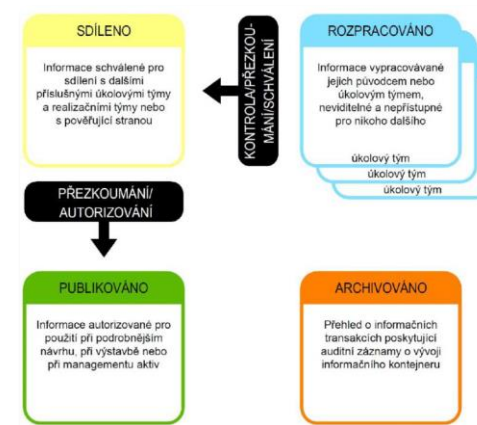 SDÍLENO
Informace schválené pro
sdílení s dalšími
příslušnými úkolovými týmy
a realizačními týmy nebo
s pověřující stranou
KONTROLA/PŘEZKOU-
MÁNÍ/SCHVÁLENÍ
ROZPRACOVÁNO
Informace vypracovávané
jejich původcem nebo
úkolovým týmem,
neviditelné a nepřístupné
pro nikoho dalšího
úkolový tým
úkolový tým
úkolový tým
PŘEZKOUMÁNÍ/
AUTORIZOVÁNÍ
PUBLIKOVÁNO
Informace autorizované pro
použití při podrobnějším
návrhu, při výstavbě nebo
při managementu aktiv
ARCHIVOVÁNO
Přehled o informačních
transakcích poskytující
auditní záznamy o vývoji
informačního kontejneru